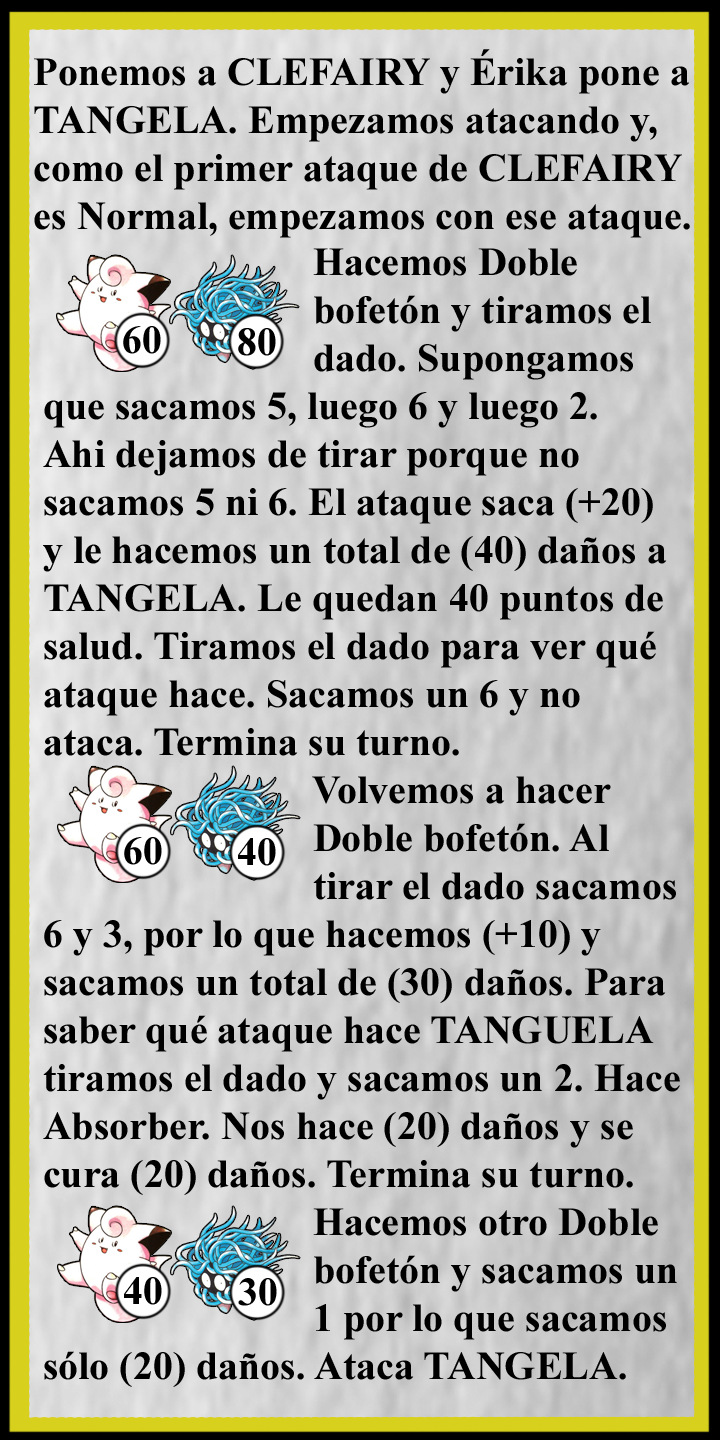 Ponemos a CLEFAIRY y Érika pone a
TANGELA. Empezamos atacando y,
como el primer ataque de CLEFAIRY
es Normal, empezamos con ese ataque.
Hacemos Doble
bofetón y tiramos el
60 80
dado. Supongamos
que sacamos 5, luego 6 y luego 2.
Ahi dejamos de tirar porque no
sacamos 5 ni 6. El ataque saca (+20)
y le hacemos un total de (40) daños a
TANGELA. Le quedan 40 puntos de
salud. Tiramos el dado para ver qué
ataque hace. Sacamos un 6 y no
ataca. Termina su turno.
Volvemos a hacer
Doble bofetón. Al
60 40
tirar el dado sacamos
6 y 3, por lo que hacemos (+10) y
sacamos un total de (30) daños. Para
saber qué ataque hace TANGUELA
tiramos el dado y sacamos un 2. Hace
Absorber. Nos hace (20) daños y se
cura (20) daños. Termina su turno.
Hacemos otro Doble
bofetón y sacamos un
40 30
1 por lo que sacamos
sólo (20) daños. Ataca TANGELA.